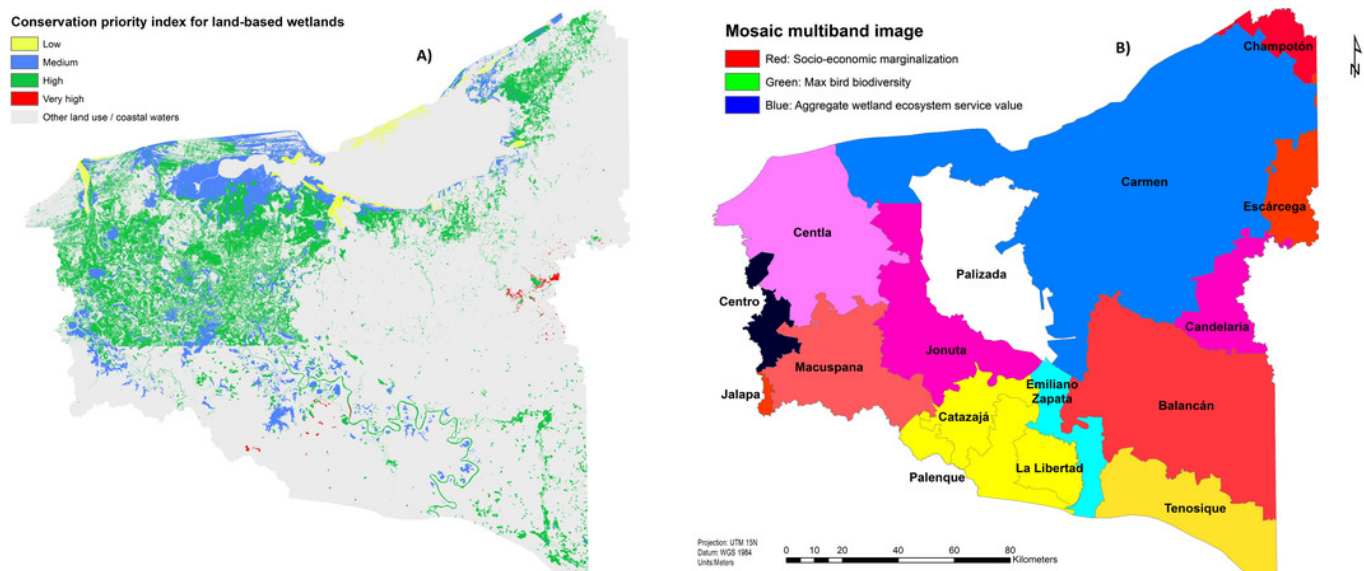 Conservation priority index for land-based wetlands
Low
Medium
High
Very high
Other land use / coastal waters
A)
Mosaic multiband image
Red: Socio-economic marginalization
Green: Max bird biodiversity
Blue: Aggregate wetland ecosystem service value
B)
N
Champotón
Carmen
Escárcega
Centla
Palizada
Centro
Candelaria
Jonuta
Macuspana
Jalapa
Emiliano
Zapata
Balancán
Catazajá
La Libertad
Palenque
Tenosique
Projection: UTM 15N
Datum: WGS 1984
Units:Meters
0 5 10 20 40 60 80
Kilometers